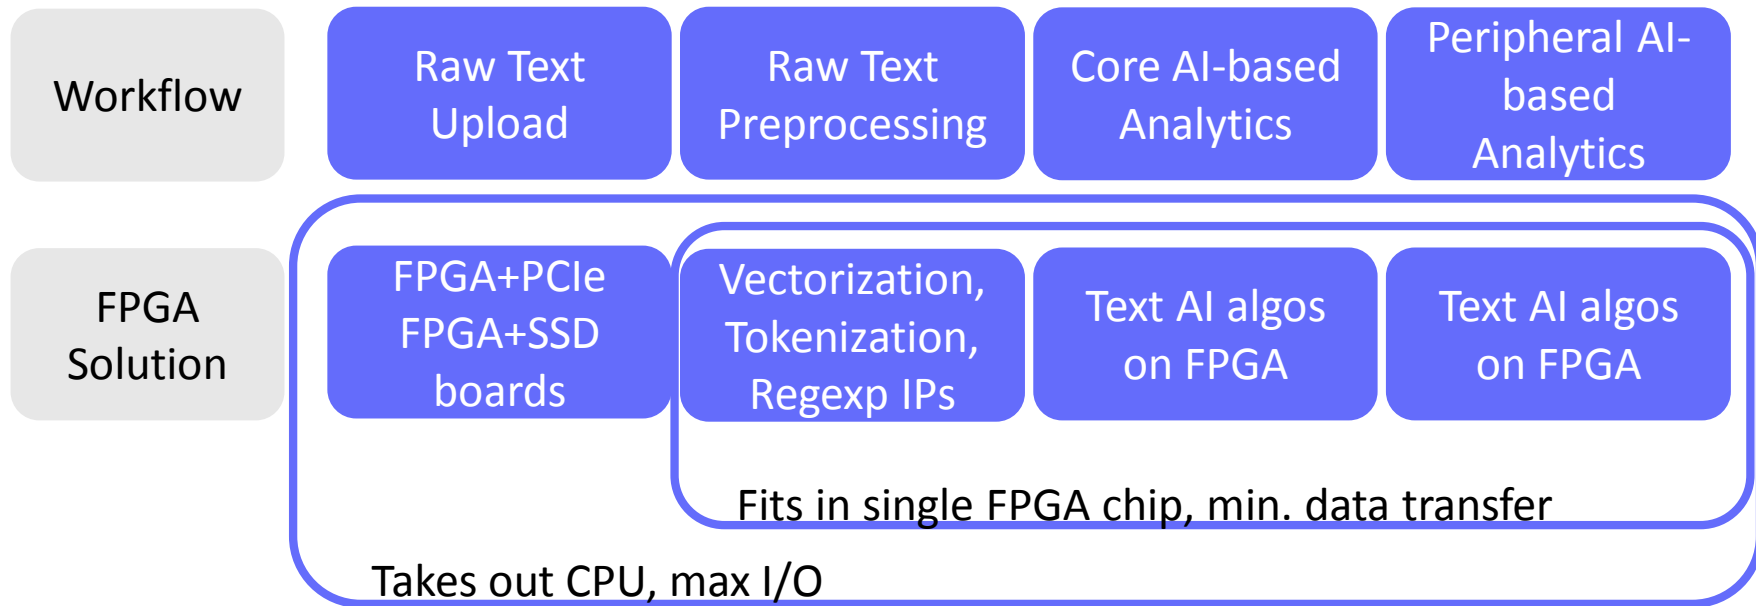 Workflow
Raw Text
Upload
Raw Text
Preprocessing
Core AI-based
Analytics
Peripheral AI-
based
Analytics
FPGA
Solution
FPGA+PCIe
FPGA+SSD
boards
Vectorization,
Tokenization,
Regexp IPs
Text AI algos
on FPGA
Text AI algos
on FPGA
Fits in single FPGA chip, min. data transfer
Takes out CPU, max I/O